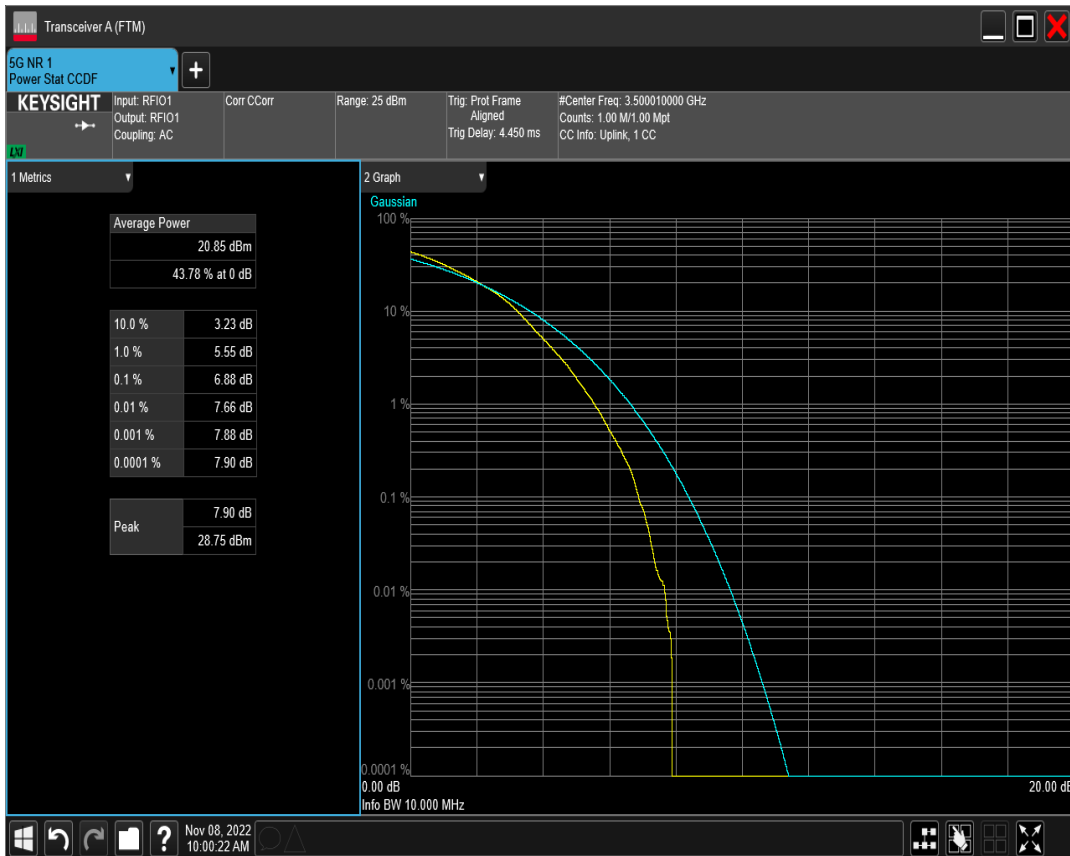 Transceiver A (FTM)
5G NR 1
Power Stat CCDF
KEYSIGHT
LXI
Input: RFIO1
Output: RFIO1
Coupling: AC
Corr CCorr
Range: 25 dBm
Trig: Prot Frame
Aligned
Trig Delay: 4.450 ms
#Center Freq: 3.500010000 GHz
Counts: 1.00 M/1.00 Mpt
CC Info: Uplink, 1 CC
1 Metrics
Average Power
20.85 dBm
43.78 % at 0 dB
10.0 % 3.23 dB
1.0 % 5.55 dB
0.1 % 6.88 dB
0.01 % 7.66 dB
0.001 % 7.88 dB
0.0001 % 7.90 dB
Peak
7.90 dB
28.75 dBm
2 Graph
Gaussian
100 %
10 %
1 %
0.1 %
0.01 %
0.001 %
0.0001 %
0.00 dB 20.00 dB
Info BW 10.000 MHz
?
Nov 08, 2022
10:00:22 AM